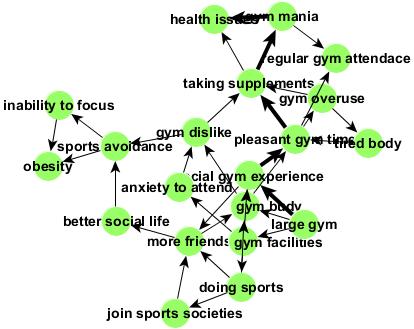 health issues
gym mania
regular gym attendace
taking supplements
gym overuse
inability to focus
gym dislike
pleasant gym time
tired body
sports avoidance
obesity
cial gym experience
anxiety to attend
gym body
better social life
large gym
more friends
gym facilities
doing sports
join sports societies